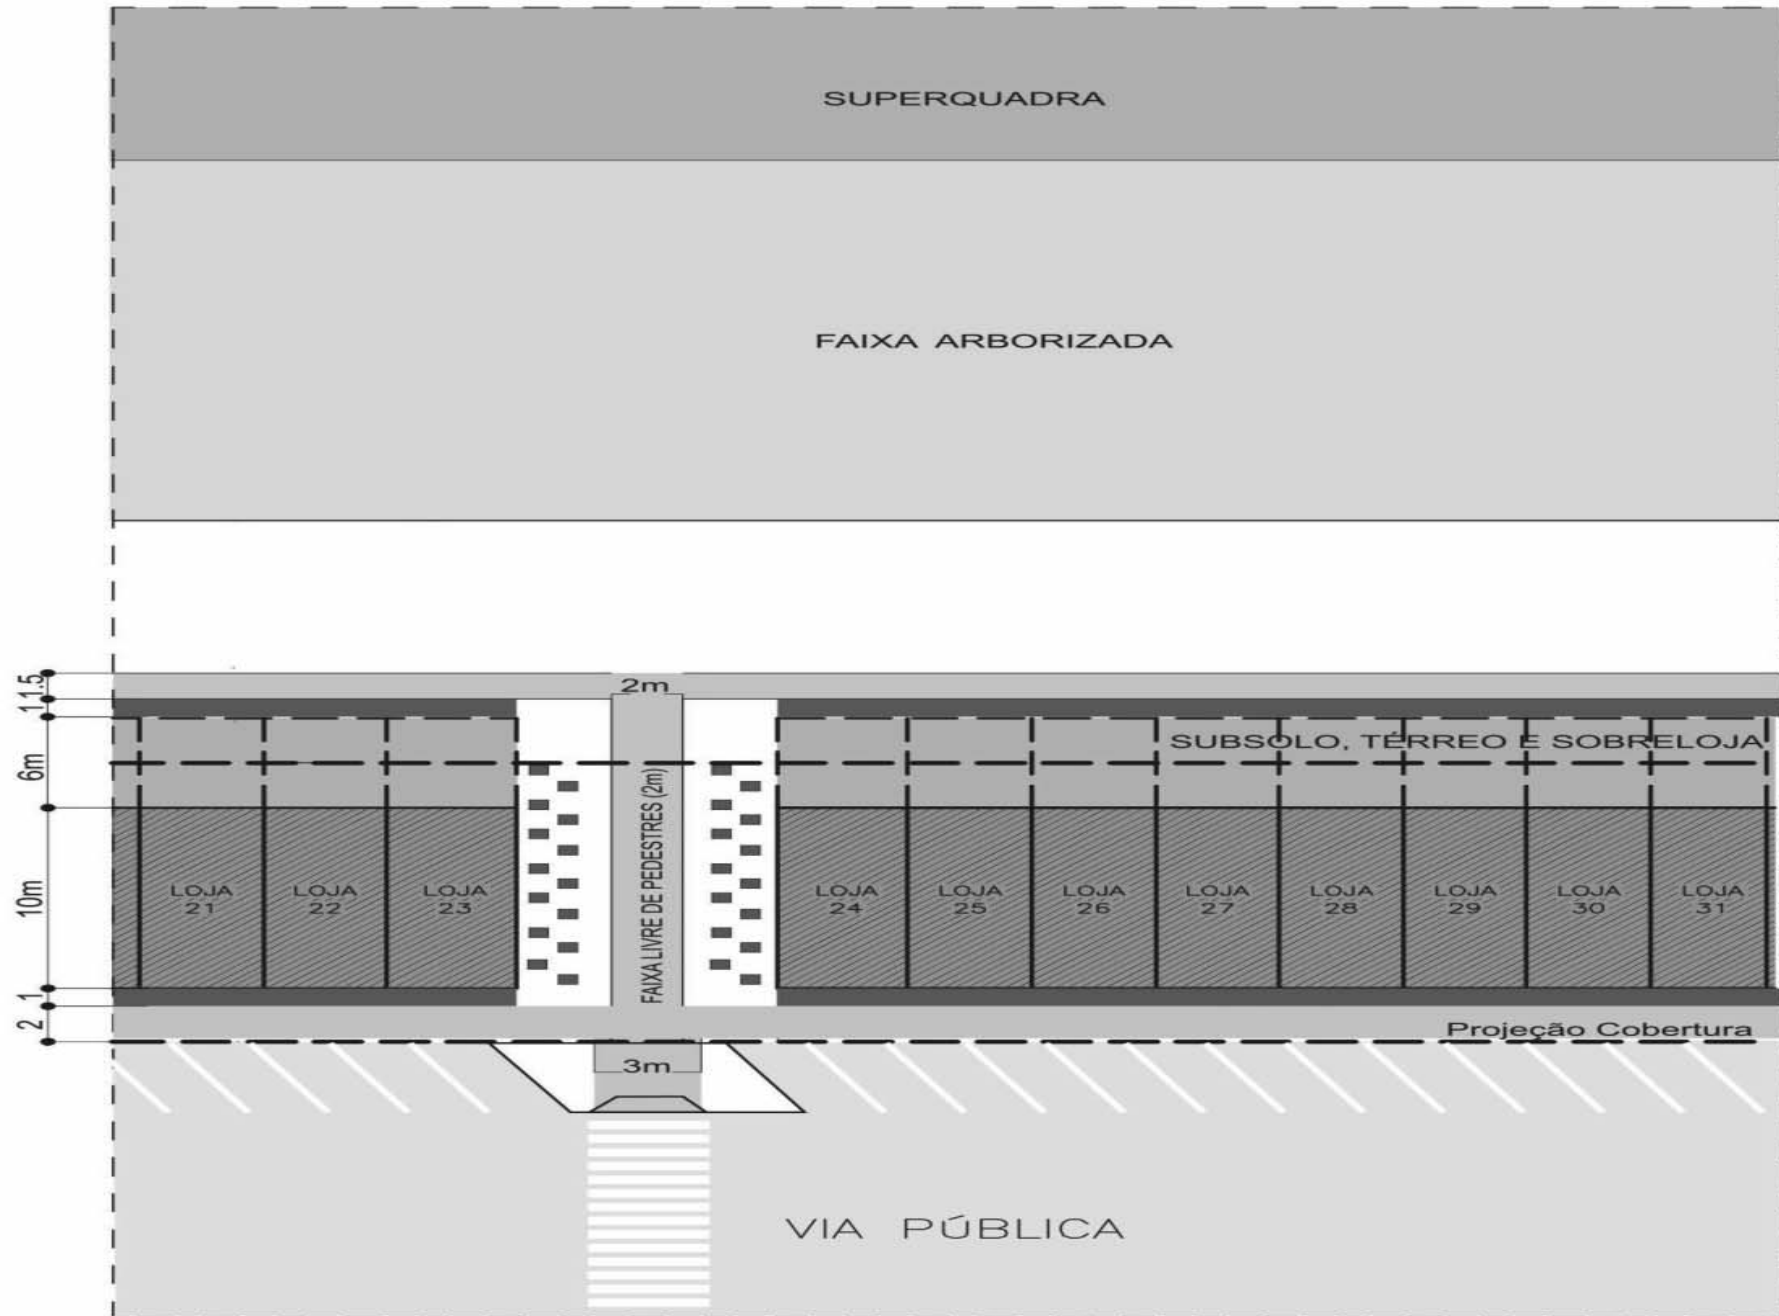 SUPERQUADRA
FAIXA ARBORIZADA
1.5
1
2m
6m
SUBSOLO, TÉRREO E SOBRELOJA
FAIXA LIVRE DE PEDESTRES (2m)
10m
LOJA
21
LOJA
22
LOJA
23
LOJA
24
LOJA
25
LOJA
26
LOJA
27
LOJA
28
LOJA
29
LOJA
30
LOJA
31
1
2
Projeção Cobertura
3m
VIA PÚBLICA